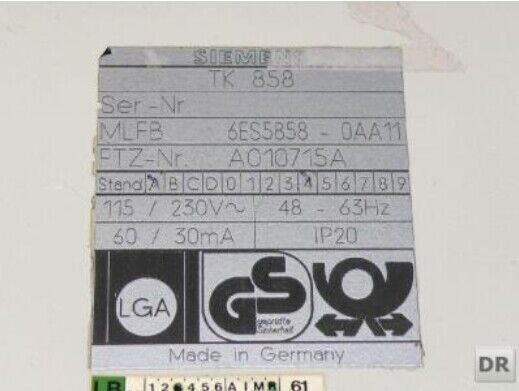 SIEMENS
TK 858
Ser-Nr
MLFB 6ES5858-0AA11
FTZ-Nr. A010715A
Stand A B C D 0 1 2 3 4 5 6 7 8 9
115 / 230V~ 48 - 63Hz
60 / 30mA IP20
LGA
GS
geprüfte
Sicherheit
Made in Germany
LB 61
DR